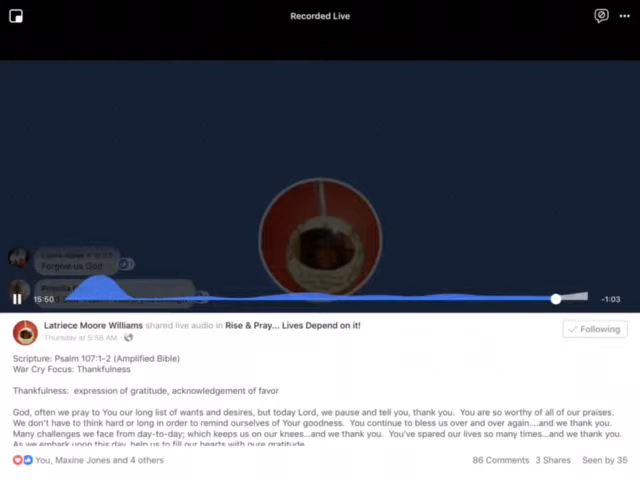 Recorded Live
Forgive us God
15:50
-1:03
Latriece Moore Williams shared live audio in Rise & Pray... Lives Depend on it!
Thursday at 5:56 AM
Following
Scripture: Psalm 107:1-2 (Amplified Bible)
War Cry Focus: Thankfulness
Thankfulness: expression of gratitude, acknowledgement of favor
God, often we pray to You our long list of wants and desires, but today Lord, we pause and tell you, thank you. You are so worthy of all of our praises.
We don't have to think hard or long in order to remind ourselves of Your goodness. You continue to bless us over and over again....and we thank you.
Many challenges we face from day-to-day; which keeps us on our knees...and we thank you. You've spared our lives so many times...and we thank you.
As we embark upon this day, help us to fill our hearts with pure gratitude.
You, Maxine Jones and 4 others
86 Comments 3 Shares Seen by 35